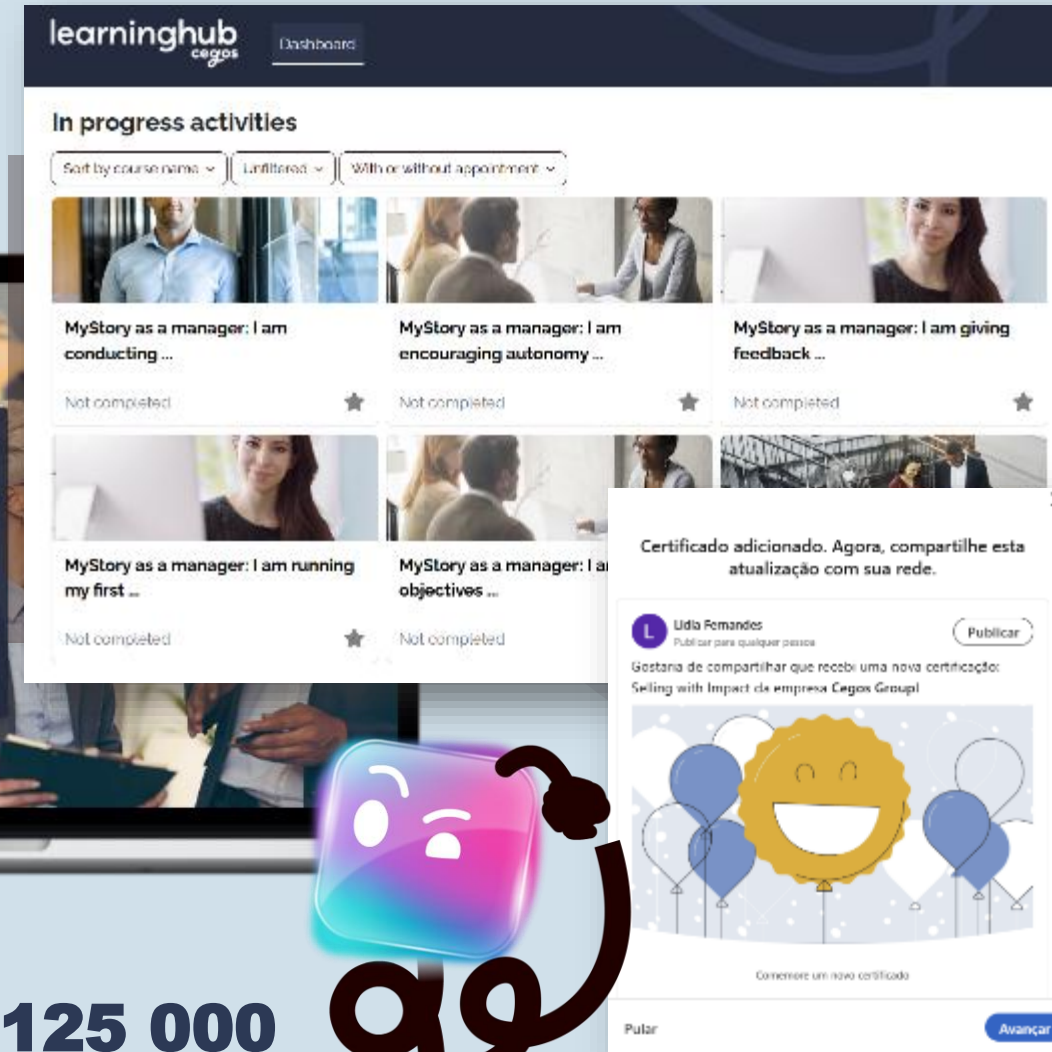 learninghub
cegos
Dashboard
In progress activities
Sort by course name
Unfiltered
With or without appointment
MyStory as a manager: I am
conducting ...
Not completed
MyStory as a manager: I am
encouraging autonomy ...
Not completed
MyStory as a manager: I am giving
feedback ...
Not completed
MyStory as a manager: I am running
my first ...
Not completed
MyStory as a manager: I
objectives ...
Not completed
Certificado adicionado. Agora, compartilhe esta
atualização com sua rede.
L
Lidia Fernandes
Publicar para qualquer pessoa
Publicar
Gostaria de compartilhar que recebi uma nova certificação:
Selling with Impact da empresa Cegos Group!
Comemore um novo certificado
Pular
Avançar
125 000